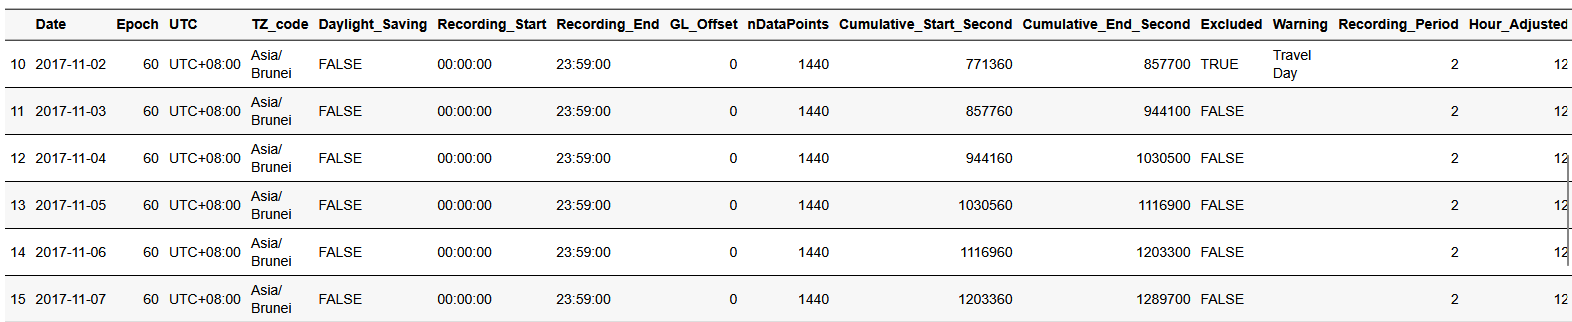 Date Epoch UTC TZ_code Daylight_Saving Recording_Start Recording_End GL_Offset nDataPoints Cumulative_Start_Second Cumulative_End_Second Excluded Warning Recording_Period Hour_Adjusted
10 2017-11-02 60 UTC+08:00 Asia/ Brunei FALSE 00:00:00 23:59:00 0 1440 771360 857700 TRUE Travel Day 2 12
11 2017-11-03 60 UTC+08:00 Asia/ Brunei FALSE 00:00:00 23:59:00 0 1440 857760 944100 FALSE 2 12
12 2017-11-04 60 UTC+08:00 Asia/ Brunei FALSE 00:00:00 23:59:00 0 1440 944160 1030500 FALSE 2 12
13 2017-11-05 60 UTC+08:00 Asia/ Brunei FALSE 00:00:00 23:59:00 0 1440 1030560 1116900 FALSE 2 12
14 2017-11-06 60 UTC+08:00 Asia/ Brunei FALSE 00:00:00 23:59:00 0 1440 1116960 1203300 FALSE 2 12
15 2017-11-07 60 UTC+08:00 Asia/ Brunei FALSE 00:00:00 23:59:00 0 1440 1203360 1289700 FALSE 2 12